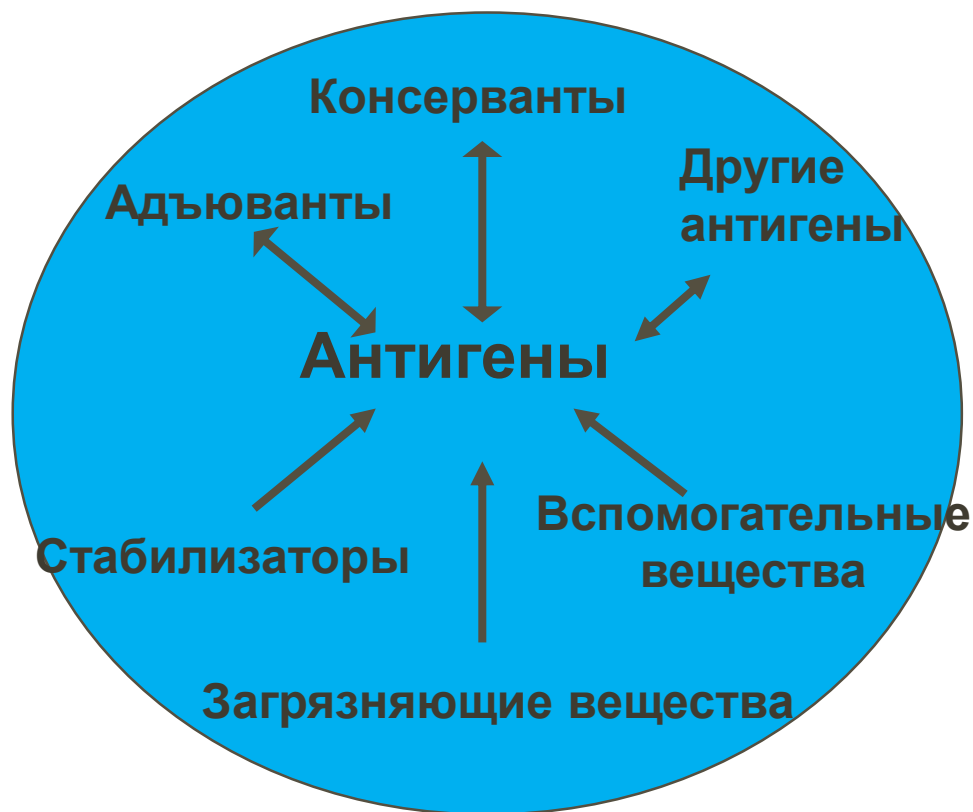 Консерванты
Другие
антигены
Адъюванты
Антигены
Вспомогательные
вещества
Стабилизаторы
Загрязняющие вещества